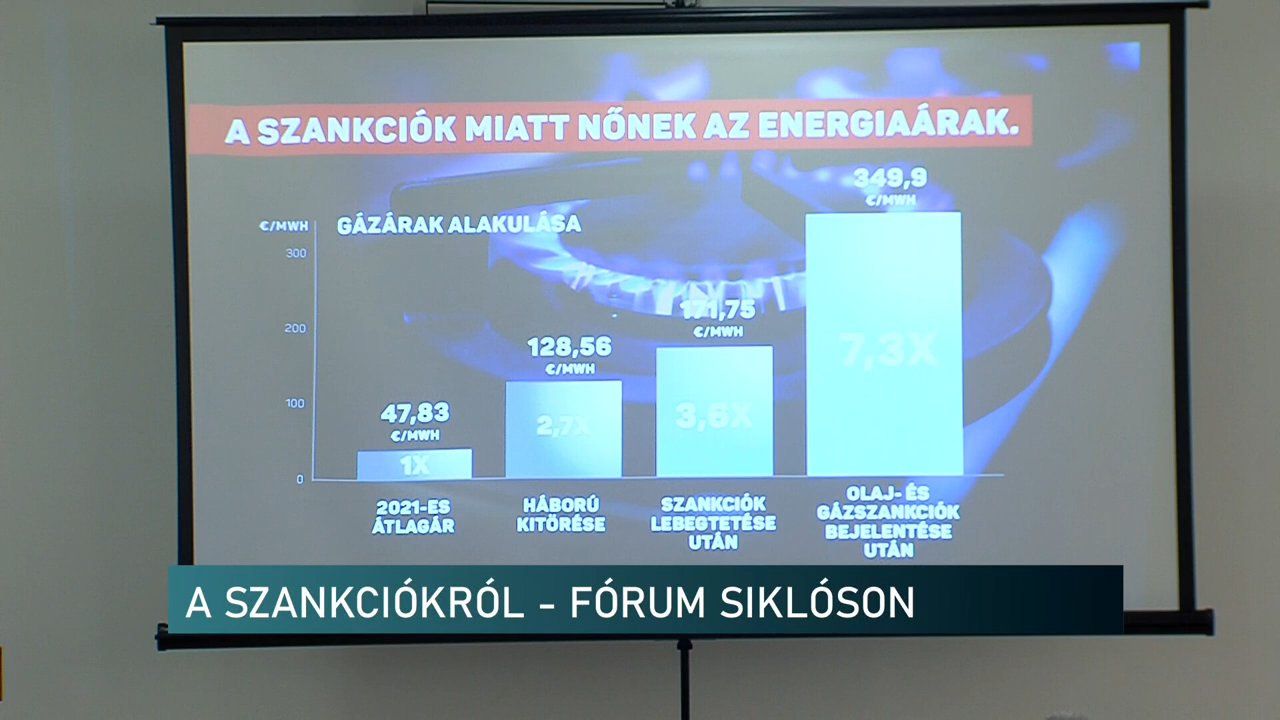 A SZANKCIÓK MIATT NŐNEK AZ ENERGIAÁRAK.
€/MWH
GÁZÁRAK ALAKULÁSA
300
200
100
0
47,83
€/MWH
1X
2021-ES
ÁTLAGÁR
128,56
€/MWH
2,7X
HÁBORÚ
KITÖRÉSE
171,75
€/MWH
3,6X
SZANKCIÓK
LEBEGTETÉSE
UTÁN
349,9
€/MWH
7,3X
OLAJ- ÉS
GÁZSZANKCIÓK
BEJELENTÉSE
UTÁN
A SZANKCIÓKRÓL - FÓRUM SIKLÓSON